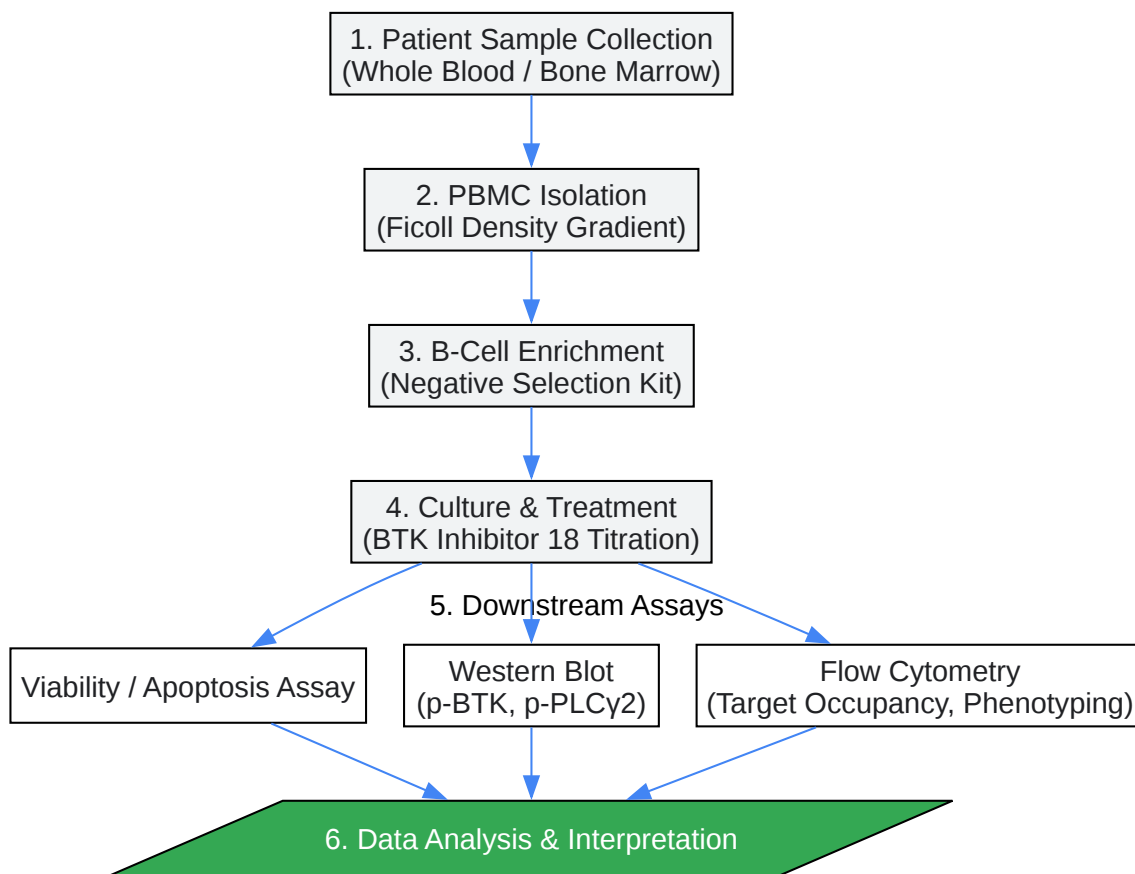 1. Patient Sample Collection
(Whole Blood / Bone Marrow)
2. PBMC Isolation
(Ficoll Density Gradient)
3. B-Cell Enrichment
(Negative Selection Kit)
4. Culture & Treatment
(BTK Inhibitor 18 Titration)
5. Downstream Assays
Viability / Apoptosis Assay
Western Blot
(p-BTK, p-PLCγ2)
Flow Cytometry
(Target Occupancy, Phenotyping)
6. Data Analysis & Interpretation